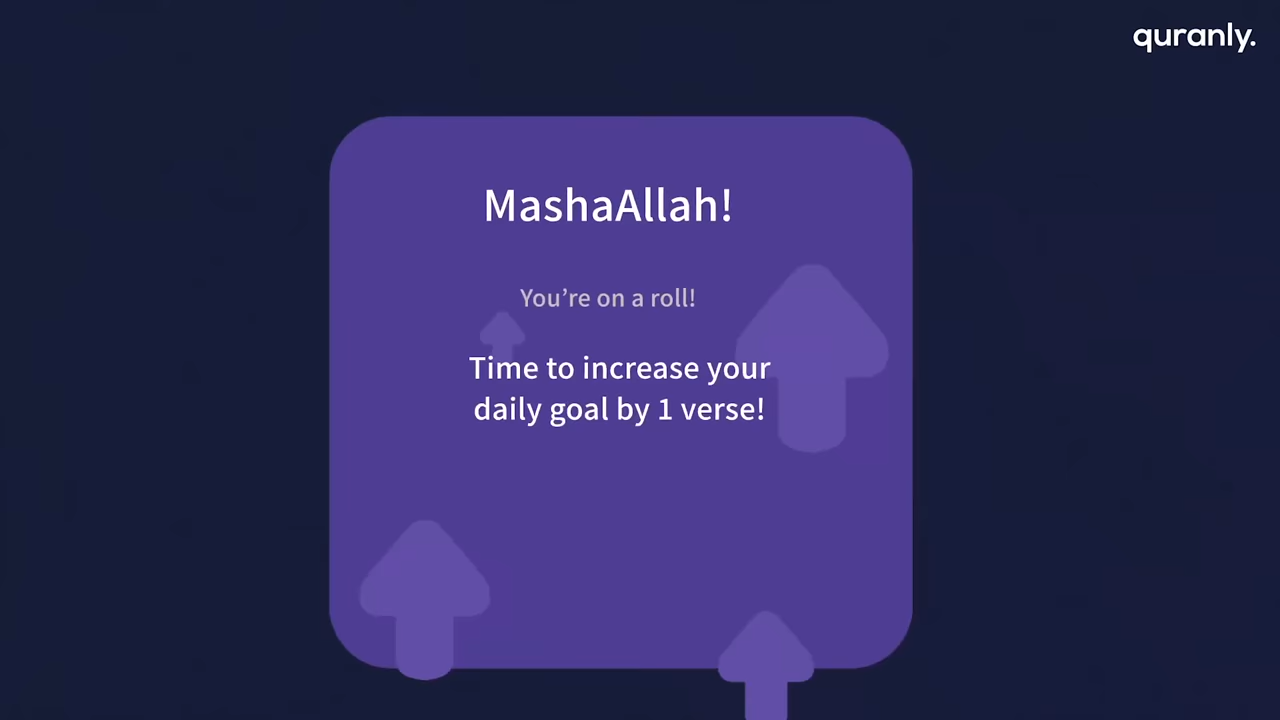 quranly.
MashaAllah!
You’re on a roll!
Time to increase your
daily goal by 1 verse!